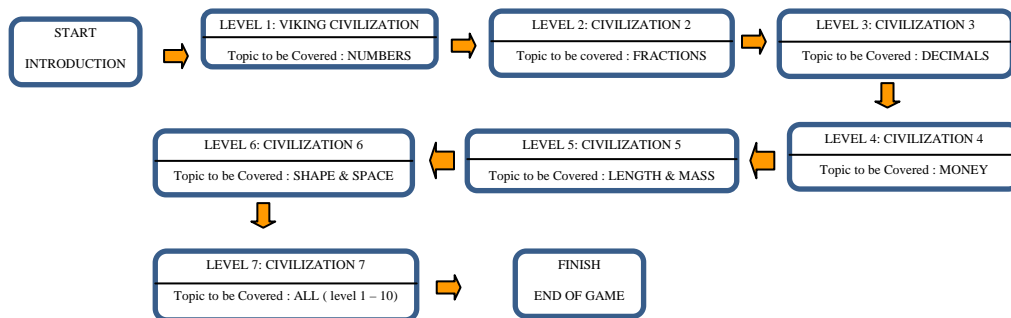 START
INTRODUCTION
LEVEL 1: VIKING CIVILIZATION
Topic to be Covered : NUMBERS
LEVEL 2: CIVILIZATION 2
Topic to be covered : FRACTIONS
LEVEL 3: CIVILIZATION 3
Topic to be Covered : DECIMALS
LEVEL 4: CIVILIZATION 4
Topic to be Covered : MONEY
LEVEL 5: CIVILIZATION 5
Topic to be Covered : LENGTH & MASS
LEVEL 6: CIVILIZATION 6
Topic to be Covered : SHAPE & SPACE
LEVEL 7: CIVILIZATION 7
Topic to be Covered : ALL ( level 1 – 10)
FINISH
END OF GAME